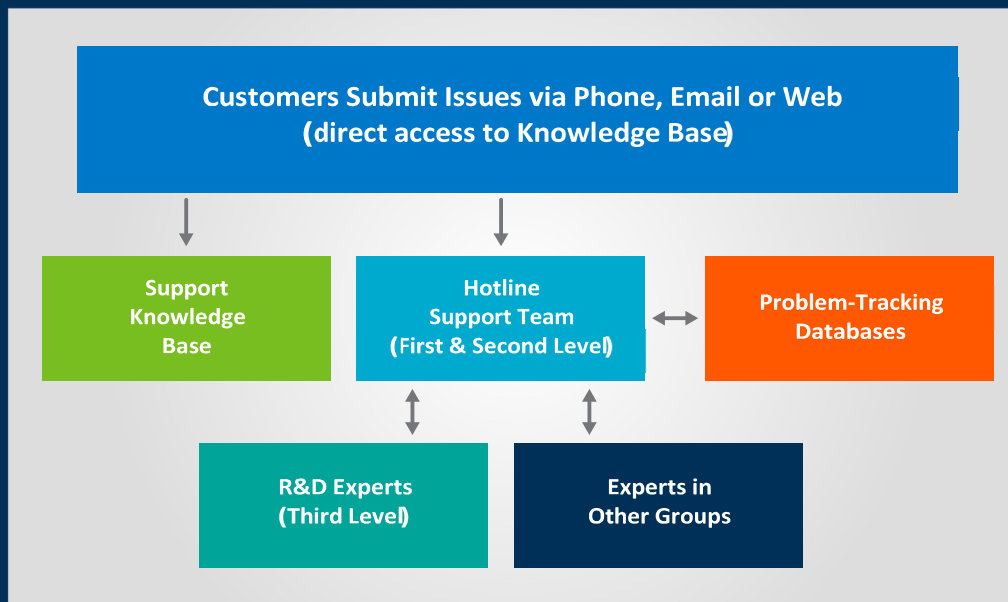 Customers Submit Issues via Phone, Email or Web
(direct access to Knowledge Base)
Support
Knowledge
Base
Hotline
Support Team
(First & Second Level)
Problem-Tracking
Databases
R&D Experts
(Third Level)
Experts in
Other Groups